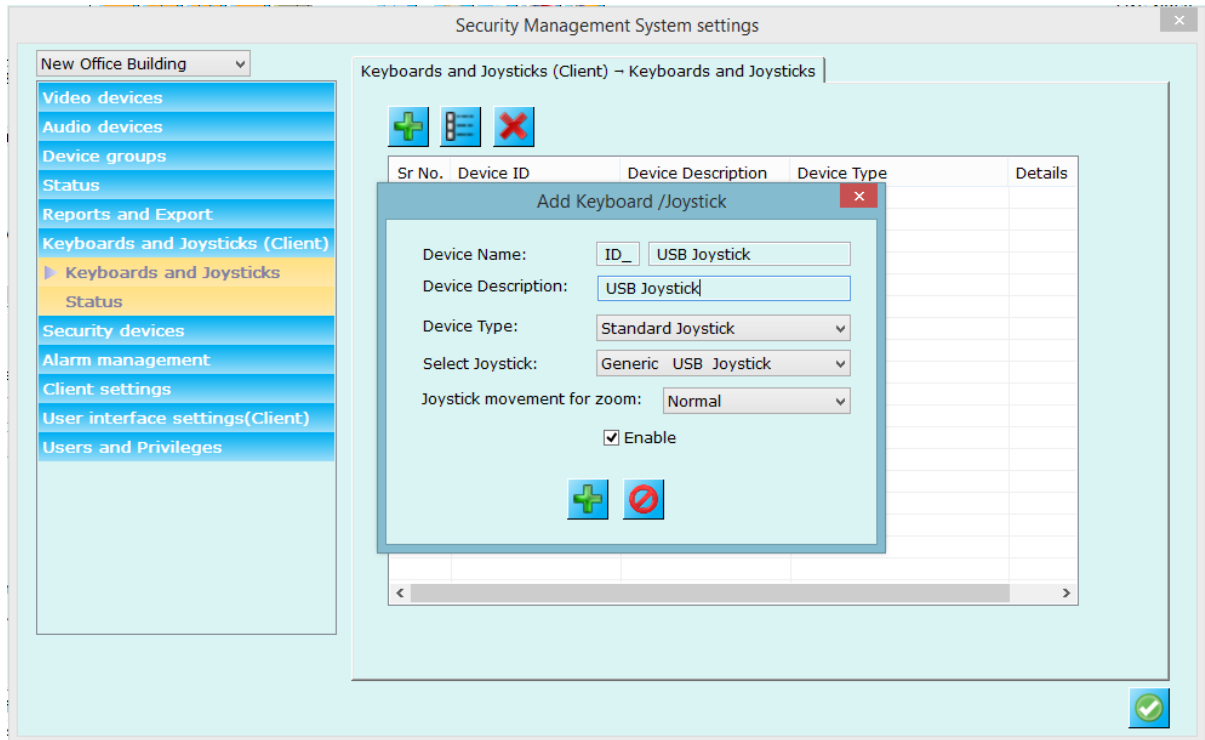 Security Management System settings
New Office Building
Keyboards and Joysticks (Client) – Keyboards and Joysticks
Video devices
Audio devices
Device groups
Status
Reports and Export
Keyboards and Joysticks (Client)
Keyboards and Joysticks
Status
Security devices
Alarm management
Client settings
User interface settings(Client)
Users and Privileges
Sr No. Device ID Device Description Device Type Details
Add Keyboard /Joystick
Device Name: ID_ USB Joystick
Device Description: USB Joystick
Device Type: Standard Joystick
Select Joystick: Generic USB Joystick
Joystick movement for zoom: Normal
Enable